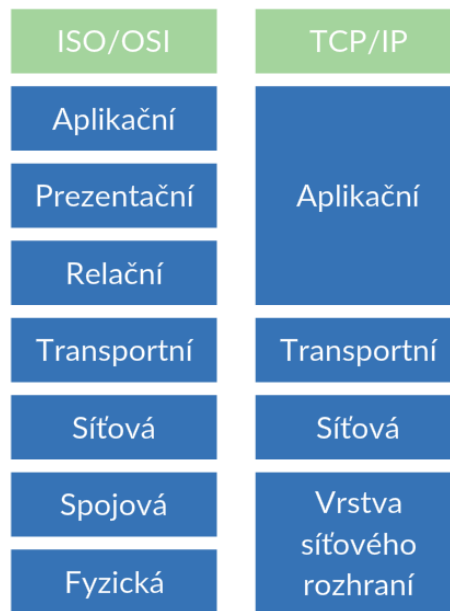 ISO/OSI
Aplikační
Prezentační
Relační
Transportní
Síťová
Spojová
Fyzická
TCP/IP
Aplikační
Transportní
Síťová
Vrstva
síťového
rozhraní